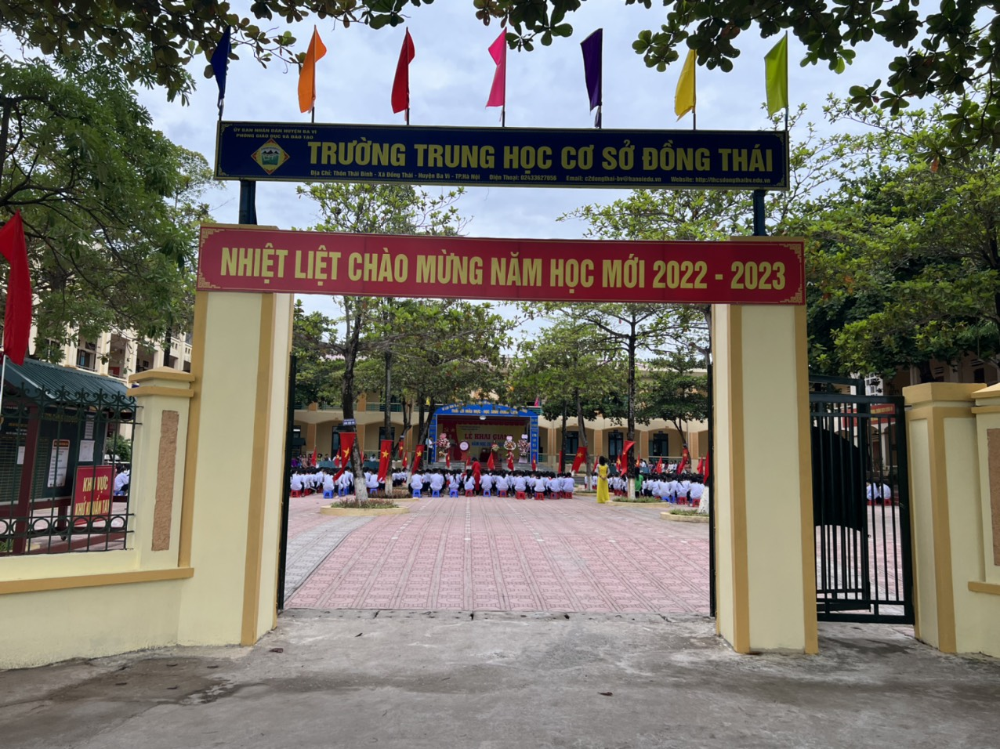 ỦY BAN NHÂN DÂN HUYỆN BA VÌ
PHÒNG GIÁO DỤC VÀ ĐÀO TẠO
TRƯỜNG TRUNG HỌC CƠ SỞ ĐỒNG THÁI
Địa Chỉ: Thôn Thái Bình - Xã Đồng Thái - Huyện Ba Vì - TP.Hà Nội Điện Thoại: 02433627056 Email: c2dongthai-bv@hanoiedu.vn Website: http://thcsdongthai.edu.vn
NHIỆT LIỆT CHÀO MỪNG NĂM HỌC MỚI 2022 - 2023
LỄ KHAI GIẢNG
KHU VỰC